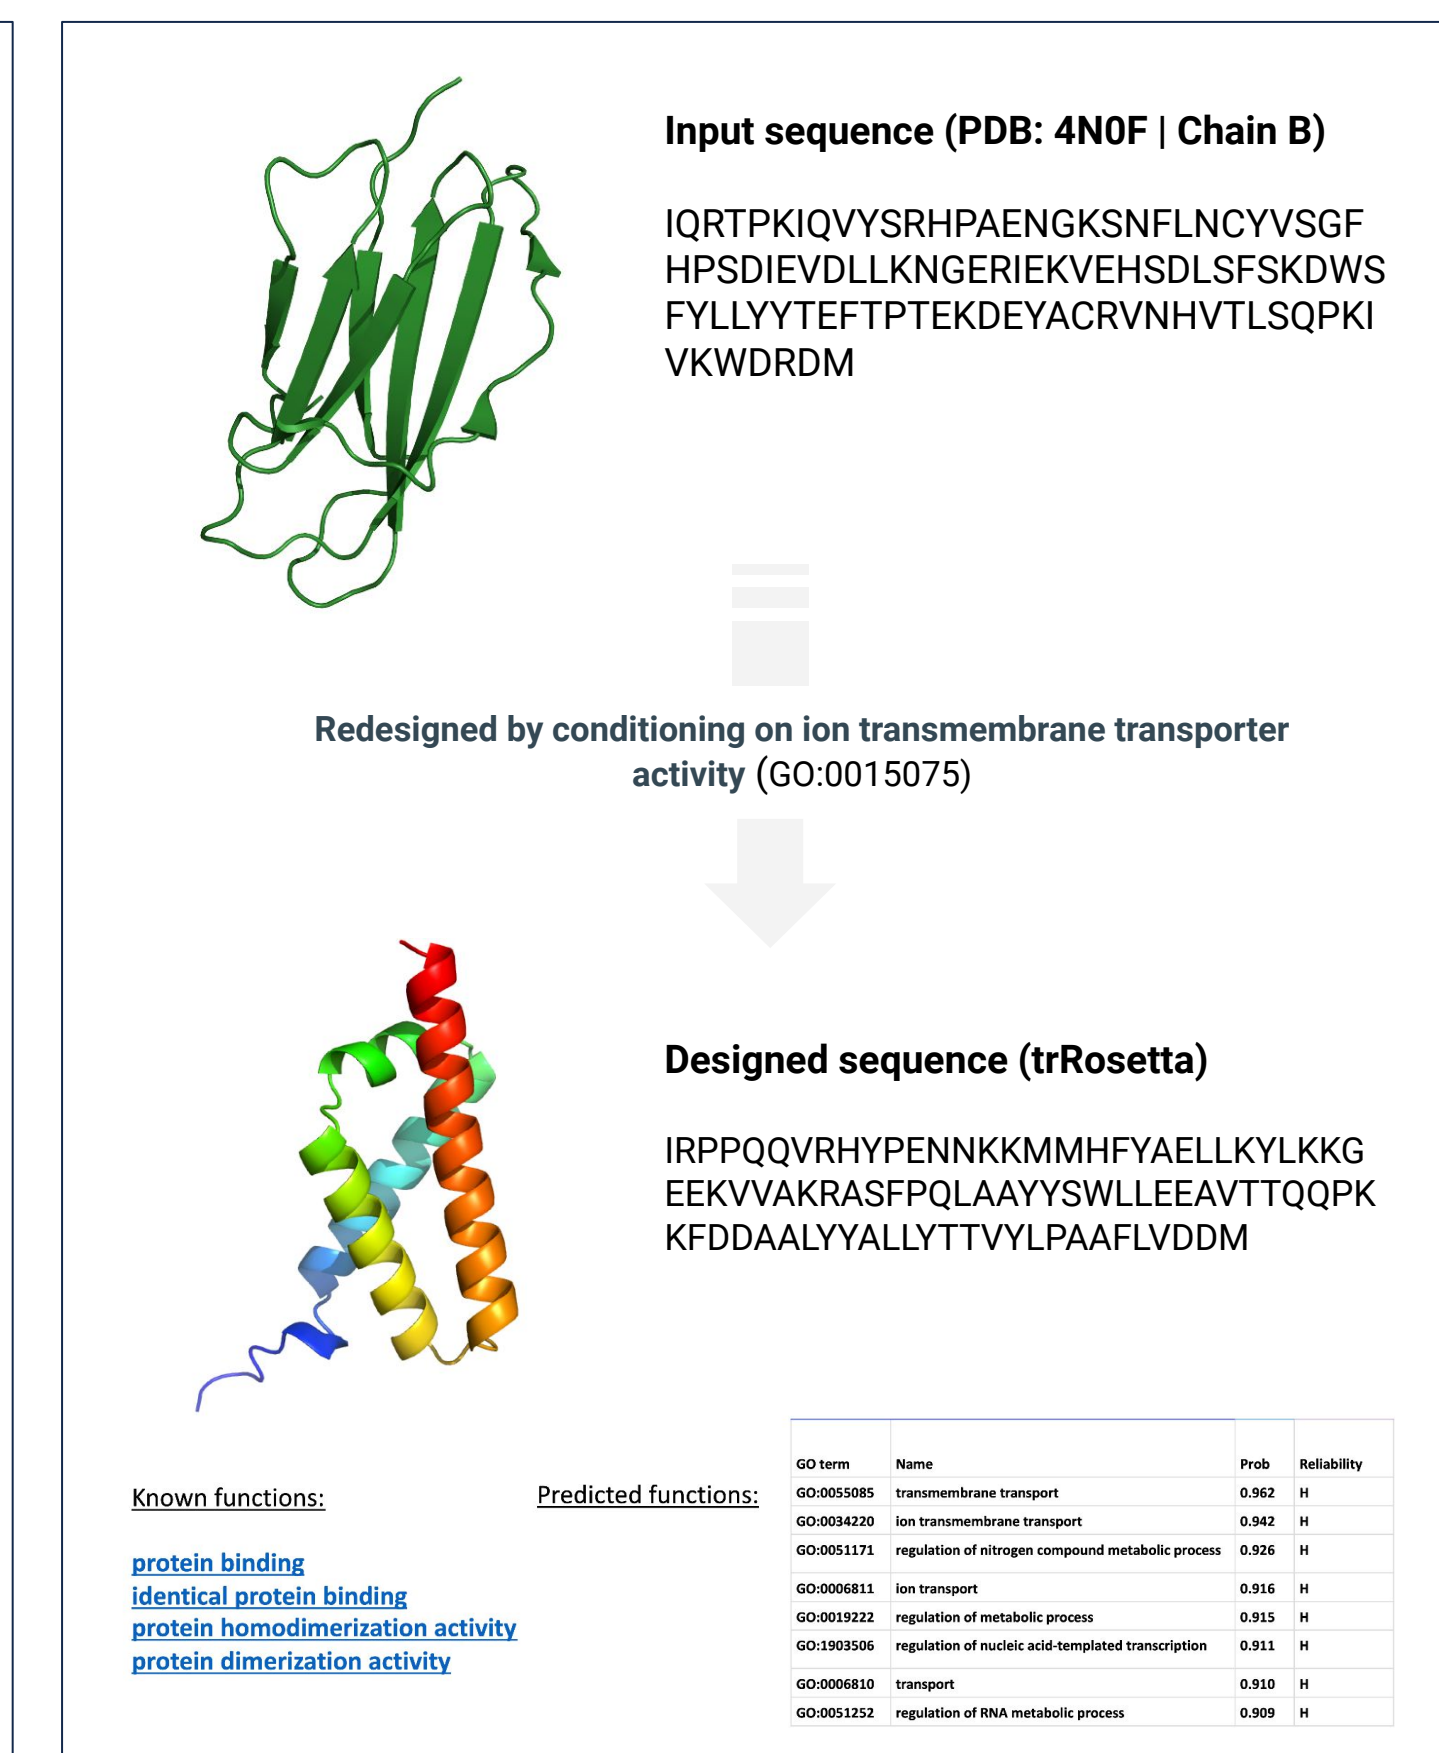 Input sequence (PDB: 4N0F | Chain B)
IQRTPKIQVYSRHPAENGKSNFLNCYVSGF
HPSDIEVDLLKNGERIEKVEHSDLSFSKDWS
FYLLYYTEFTPTEKDEYACRVNHVTLSQPKI
VKWDRDM
Redesigned by conditioning on ion transmembrane transporter
activity (GO:0015075)
Designed sequence (trRosetta)
IRPPQQVRHYPENNKKMMHFYAELLKYLKKG
EEKVVAKRASFPQLAAYYSWLLEEAVTTQQPK
KFDDAALYYALLYTTVYLPAAFLVDDM
Known functions:
protein binding
identical protein binding
protein homodimerization activity
protein dimerization activity
Predicted functions:
GO term Name Prob Reliability
GO:0055085 transmembrane transport 0.962 H
GO:0034220 ion transmembrane transport 0.942 H
GO:0051171 regulation of nitrogen compound metabolic process 0.926 H
GO:0006811 ion transport 0.916 H
GO:0019222 regulation of metabolic process 0.915 H
GO:1903506 regulation of nucleic acid-templated transcription 0.911 H
GO:0006810 transport 0.910 H
GO:0051252 regulation of RNA metabolic process 0.909 H